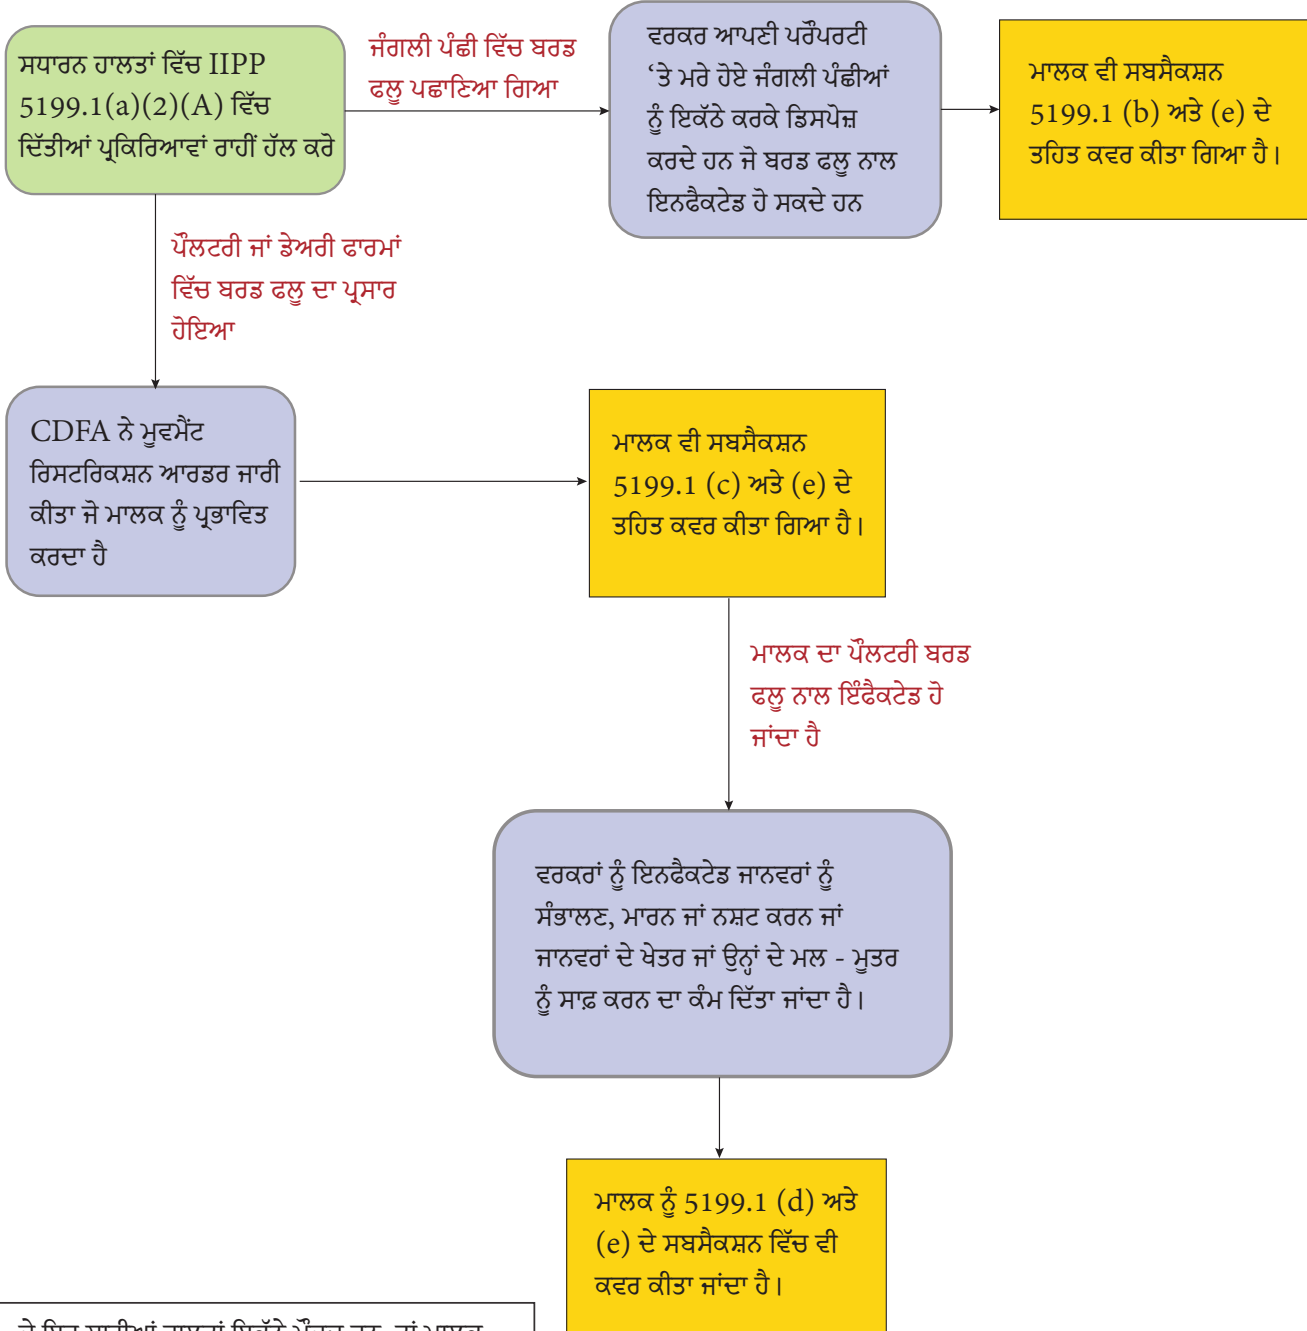 ਸਧਾਰਨ ਹਾਲਤਾਂ ਵਿੱਚ IIPP
5199.1(a)(2)(A) ਵਿੱਚ
ਦਿੱਤੀਆਂ ਪ੍ਰਕਿਰਿਆਵਾਂ ਰਾਹੀਂ ਹੱਲ ਕਰੋ
ਜੰਗਲੀ ਪੰਛੀ ਵਿੱਚ ਬਰਡ
ਫਲੂ ਪਛਾਣਿਆ ਗਿਆ
ਵਰਕਰ ਆਪਣੀ ਪਰੌਪਰਟੀ
‘ਤੇ ਮਰੇ ਹੋਏ ਜੰਗਲੀ ਪੰਛੀਆਂ
ਨੂੰ ਇਕੱਠੇ ਕਰਕੇ ਡਿਸਪੋਜ਼
ਕਰਦੇ ਹਨ ਜੋ ਬਰਡ ਫਲੂ ਨਾਲ
ਇਨਫੈਕਟੇਡ ਹੋ ਸਕਦੇ ਹਨ
ਮਾਲਕ ਵੀ ਸਬਸੈਕਸ਼ਨ
5199.1 (b) ਅਤੇ (e) ਦੇ
ਤਹਿਤ ਕਵਰ ਕੀਤਾ ਗਿਆ ਹੈ।
ਪੌਲਟਰੀ ਜਾਂ ਡੇਅਰੀ ਫਾਰਮਾਂ
ਵਿੱਚ ਬਰਡ ਫਲੂ ਦਾ ਪ੍ਰਸਾਰ
ਹੋਇਆ
CDFA ਨੇ ਮੂਵਮੈਂਟ
ਰਿਸਟਰਿਕਸ਼ਨ ਆਰਡਰ ਜਾਰੀ
ਕੀਤਾ ਜੋ ਮਾਲਕ ਨੂੰ ਪ੍ਰਭਾਵਿਤ
ਕਰਦਾ ਹੈ
ਮਾਲਕ ਵੀ ਸਬਸੈਕਸ਼ਨ
5199.1 (c) ਅਤੇ (e) ਦੇ
ਤਹਿਤ ਕਵਰ ਕੀਤਾ ਗਿਆ ਹੈ।
ਮਾਲਕ ਦਾ ਪੌਲਟਰੀ ਬਰਡ
ਫਲੂ ਨਾਲ ਇੰਫੈਕਟੇਡ ਹੋ
ਜਾਂਦਾ ਹੈ
ਵਰਕਰਾਂ ਨੂੰ ਇਨਫੈਕਟੇਡ ਜਾਨਵਰਾਂ ਨੂੰ
ਸੰਭਾਲਣ, ਮਾਰਨ ਜਾਂ ਨਸ਼ਟ ਕਰਨ ਜਾਂ
ਜਾਨਵਰਾਂ ਦੇ ਖੇਤਰ ਜਾਂ ਉਨ੍ਹਾਂ ਦੇ ਮਲ - ਮੂਤਰ
ਨੂੰ ਸਾਫ਼ ਕਰਨ ਦਾ ਕੰਮ ਦਿੱਤਾ ਜਾਂਦਾ ਹੈ।
ਮਾਲਕ ਨੂੰ 5199.1 (d) ਅਤੇ
(e) ਦੇ ਸਬਸੈਕਸ਼ਨ ਵਿੱਚ ਵੀ
ਕਵਰ ਕੀਤਾ ਜਾਂਦਾ ਹੈ।